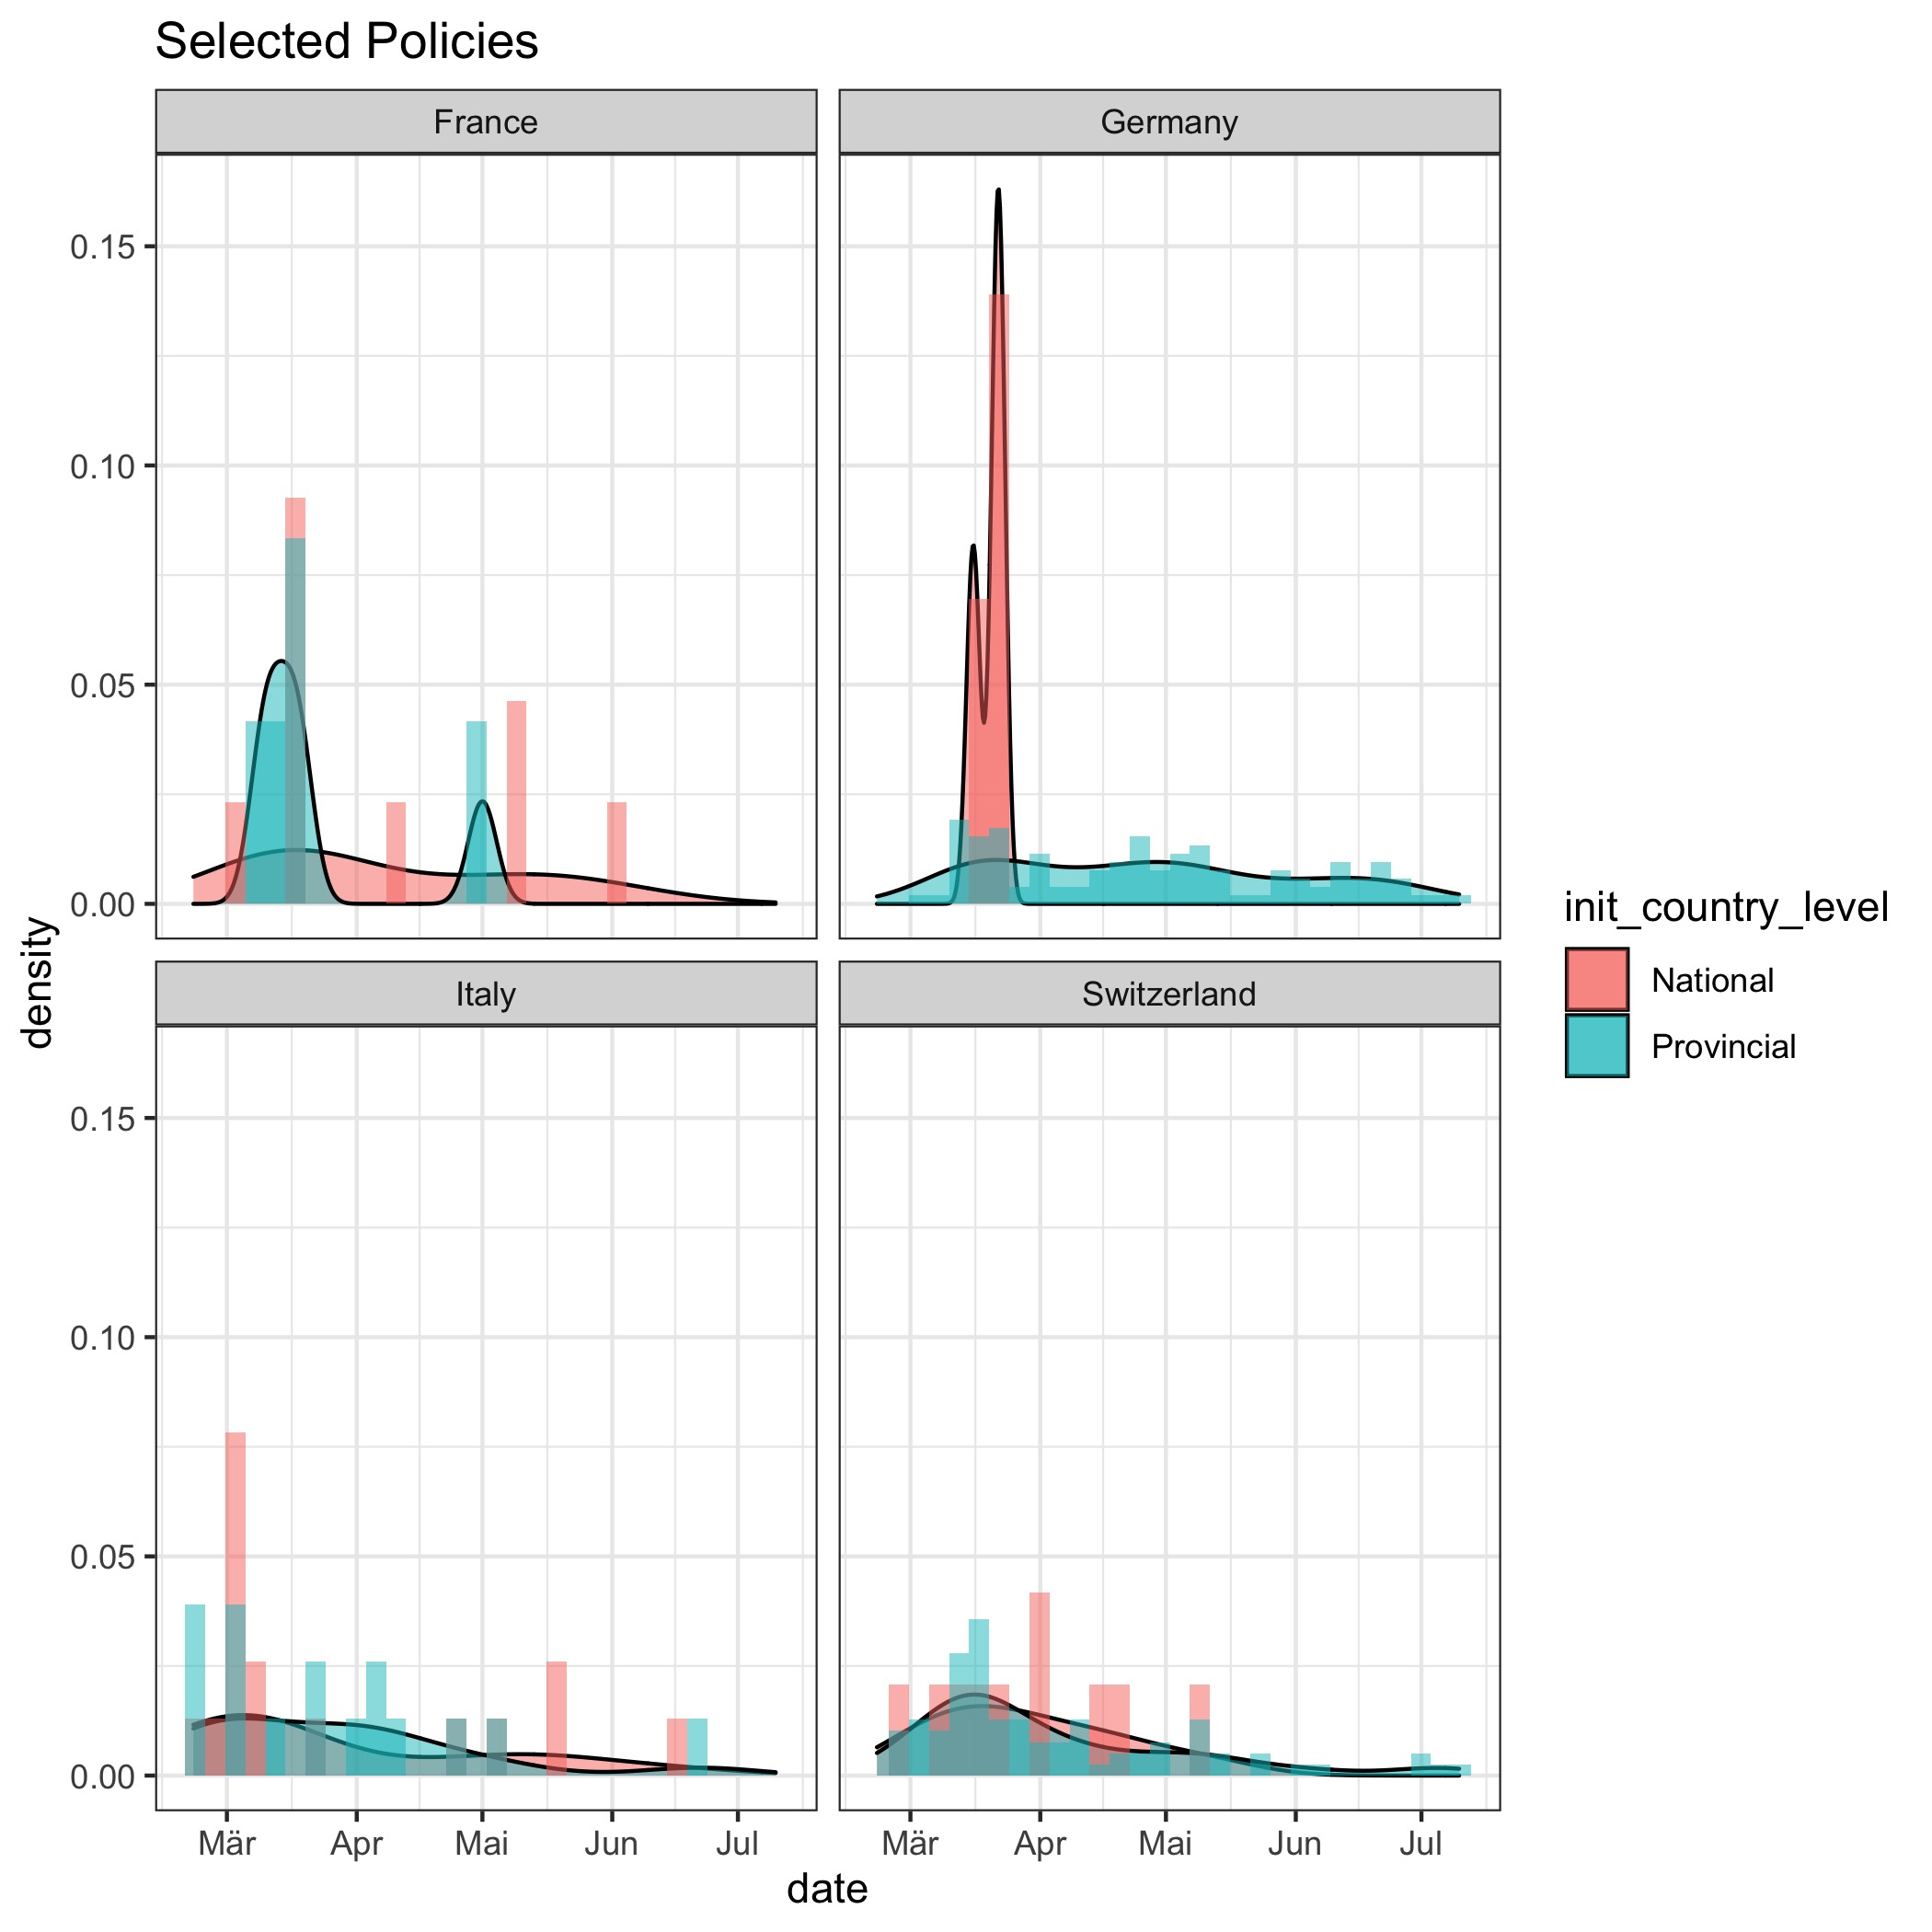 Selected Policies
France
Germany
0.15
0.10
0.05
0.00
Italy
Switzerland
0.15
0.10
0.05
0.00
density
Mär Apr Mai Jun Jul
Mär Apr Mai Jun Jul
date
init_country_level
National
Provincial